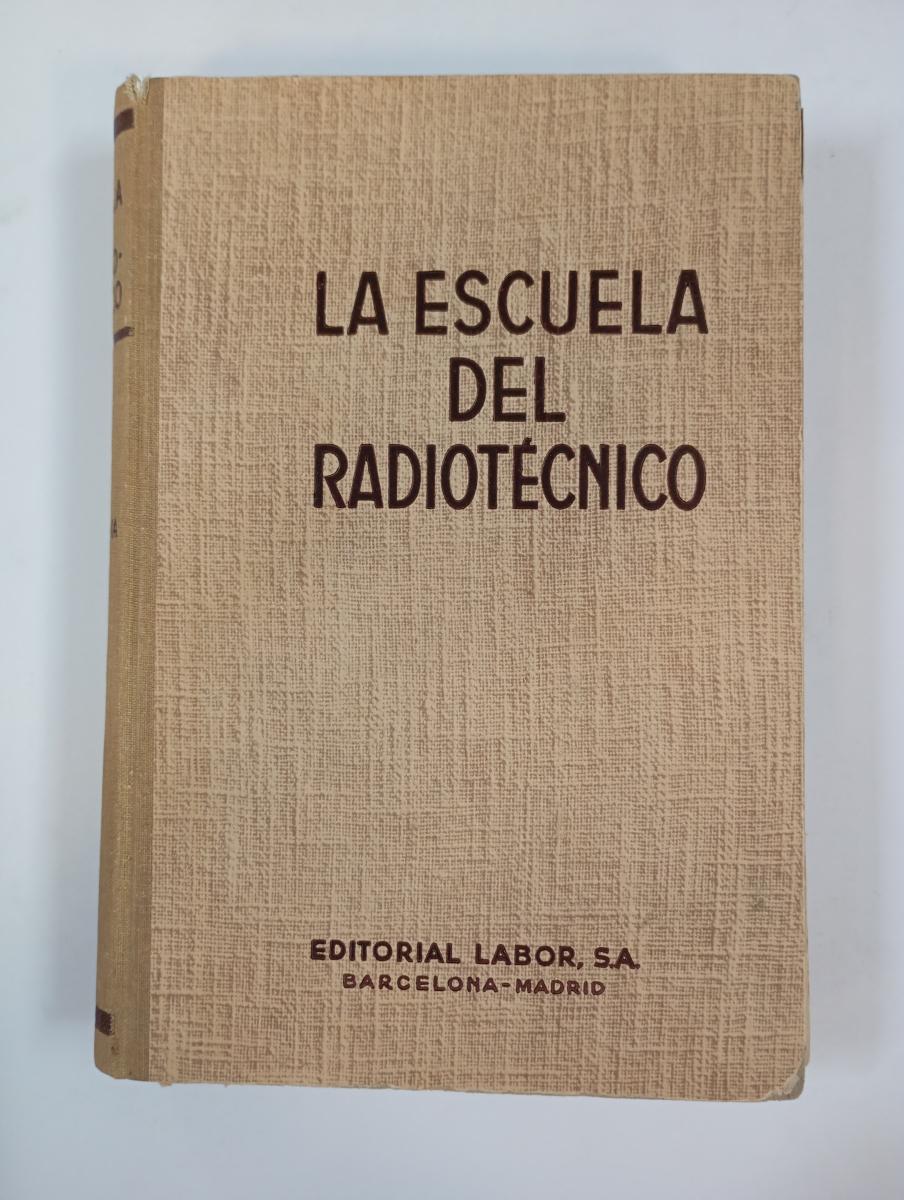 LA ESCUELA
DEL
RADIOTÉCNICO
EDITORIAL LABOR, S.A.
BARCELONA-MADRID